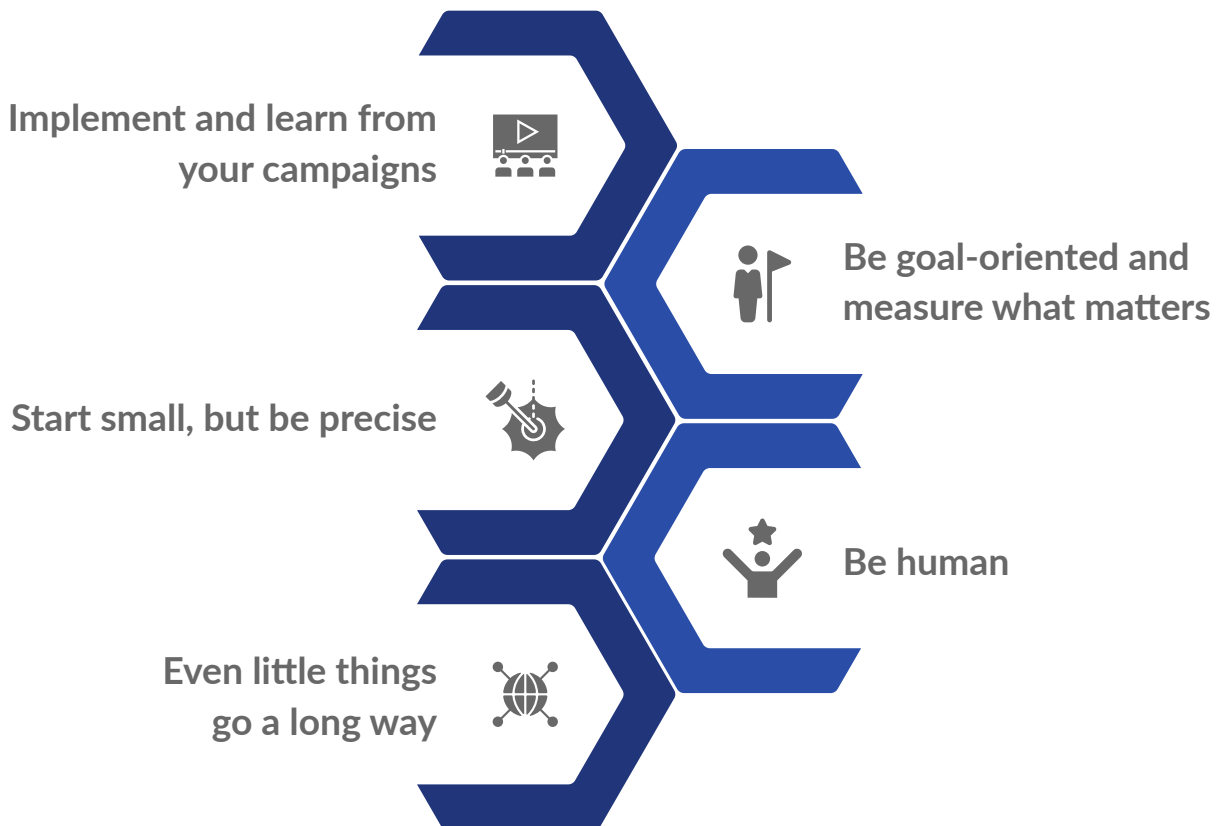 Implement and learn from
your campaigns
Be goal-oriented and
measure what matters
Start small, but be precise
Be human
Even little things
go a long way